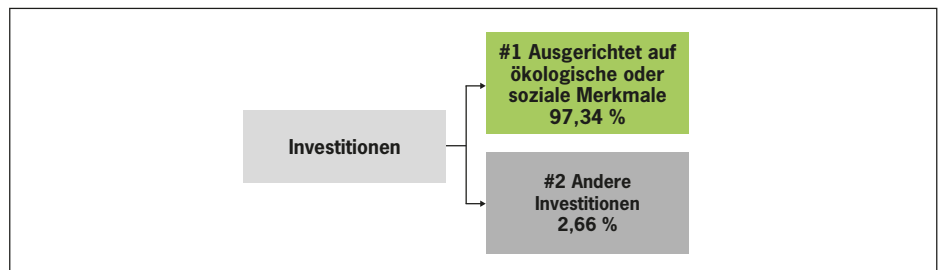 Investitionen
#1 Ausgerichtet auf
ökologische oder
soziale Merkmale
97,34 %
#2 Andere
Investitionen
2,66 %